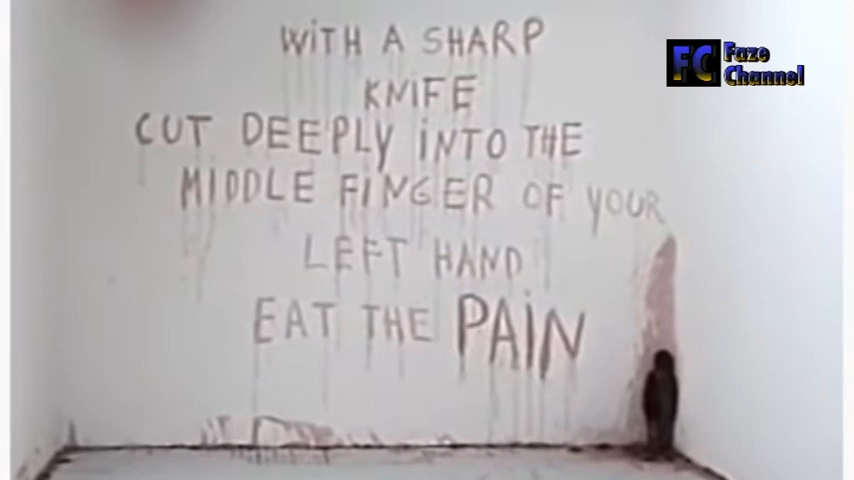 WiTH A SHARP
KNIFE
CUT DEEPLY iNTO THE
MIDDLE FiNGER OF YOUR
LEFT HAND
EAT THE PAiN
FC Faze
Channel